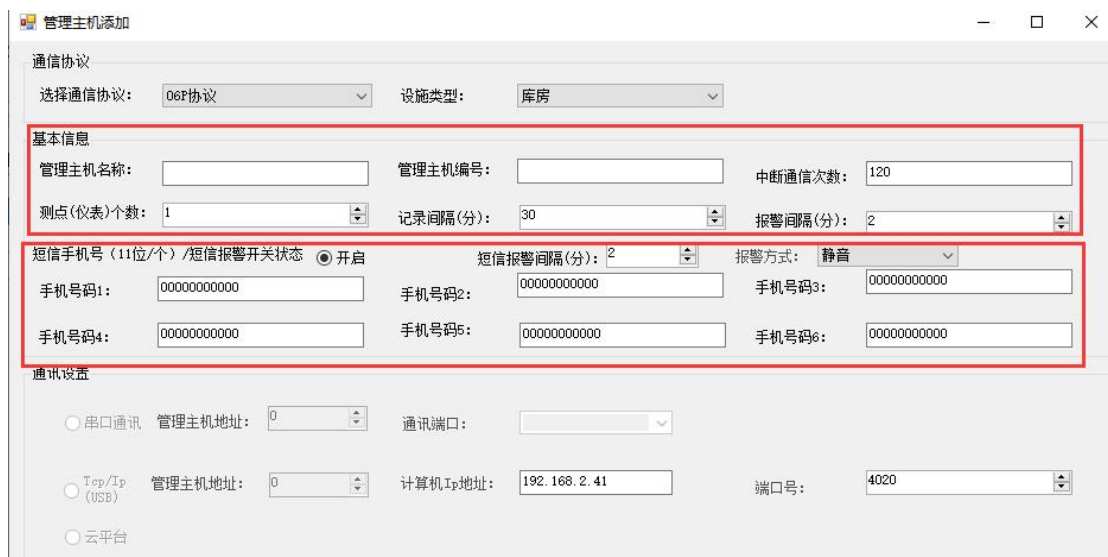 管理主机添加
通信协议
选择通信协议： 06P协议 设施类型： 库房
基本信息
管理主机名称： 管理主机编号： 中断通信次数： 120
测点(仪表)个数： 1 记录间隔(分)： 30 报警间隔(分)： 2
短信手机号（11位/个）/短信报警开关状态 开启 短信报警间隔(分)： 2 报警方式： 静音
手机号码1： 00000000000 手机号码2： 00000000000 手机号码3： 00000000000
手机号码4： 00000000000 手机号码5： 00000000000 手机号码6： 00000000000
通讯设置
串口通讯 管理主机地址： 0 通讯端口：
Tcp/Ip (USB) 管理主机地址： 0 计算机Ip地址： 192.168.2.41 端口号： 4020
云平台